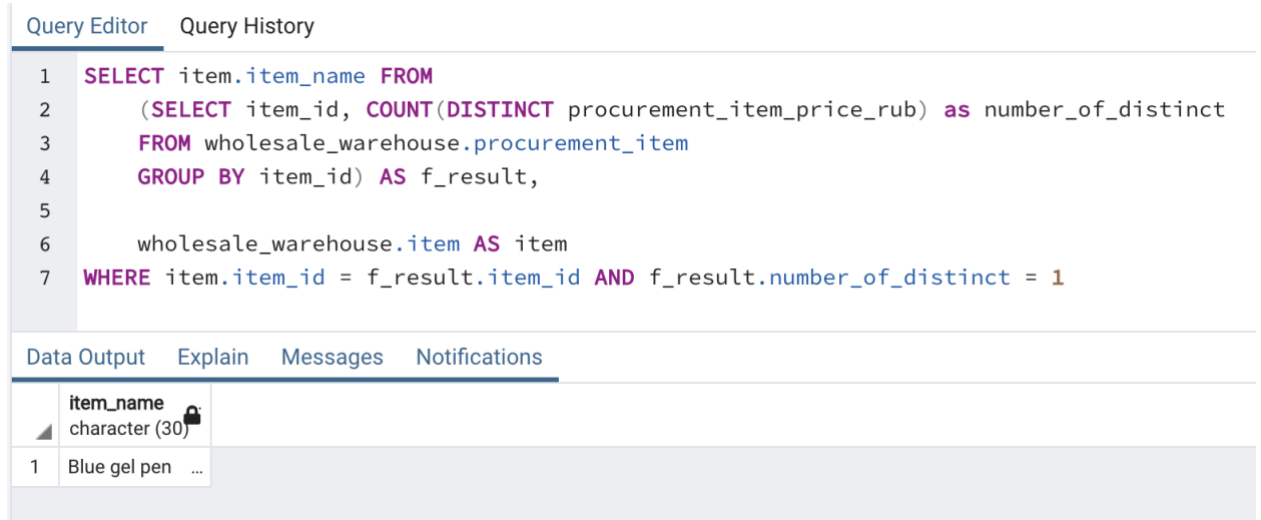 Query Editor Query History
1 SELECT item.item_name FROM
2 (SELECT item_id, COUNT(DISTINCT procurement_item_price_rub) as number_of_distinct
3 FROM wholesale_warehouse.procurement_item
4 GROUP BY item_id) AS f_result,
5
6 wholesale_warehouse.item AS item
7 WHERE item.item_id = f_result.item_id AND f_result.number_of_distinct = 1
Data Output Explain Messages Notifications
item_name
character (30)
1 Blue gel pen ...